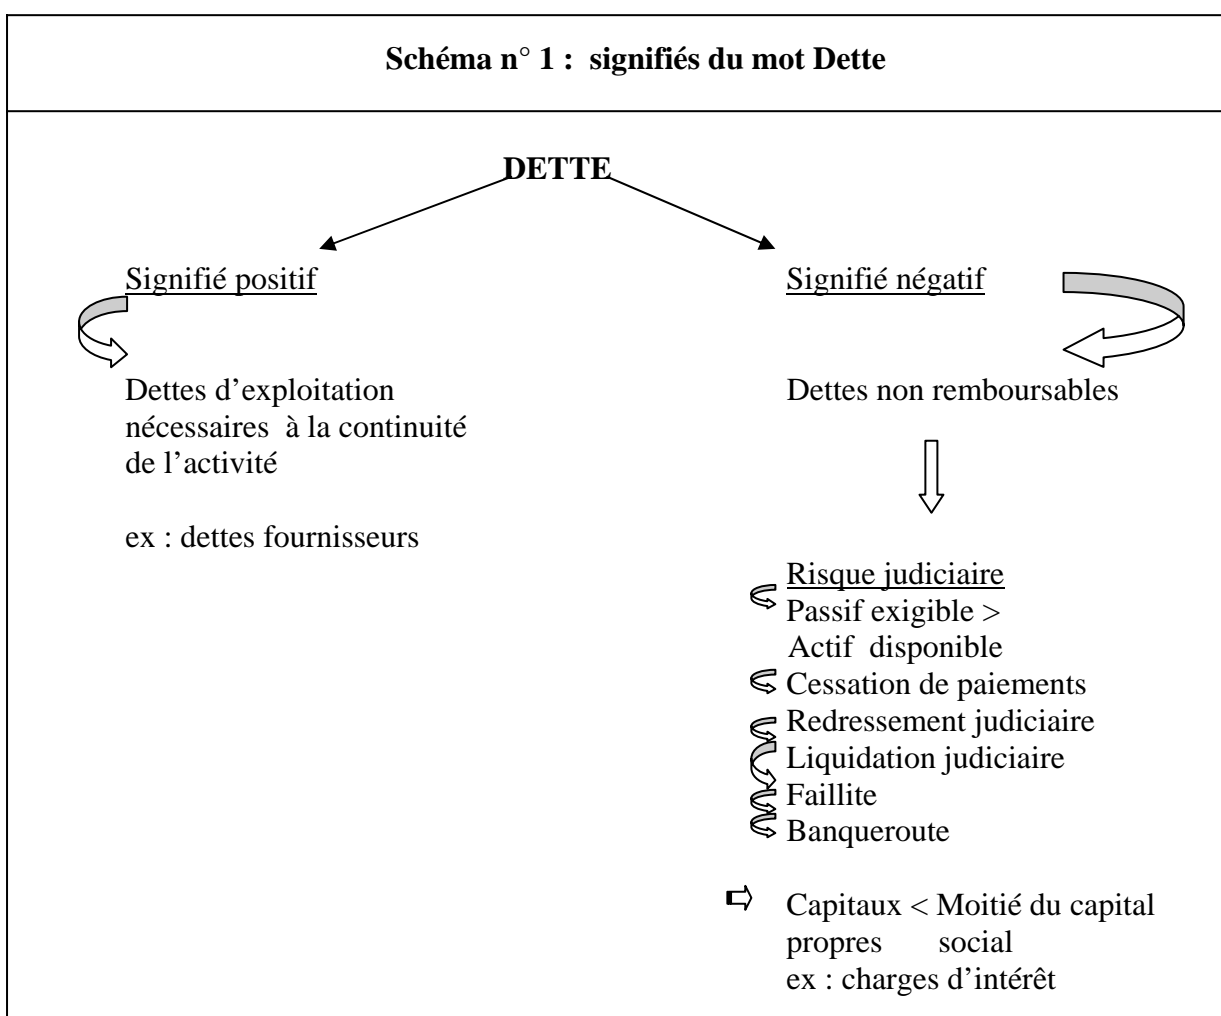 Schéma n° 1 : signifiés du mot Dette
DETTE
Signifié positif
Dettes d’exploitation
nécessaires à la continuité
de l’activité
ex : dettes fournisseurs
Signifié négatif
Dettes non remboursables
Risque judiciaire
Passif exigible >
Actif disponible
Cessation de paiements
Redressement judiciaire
Liquidation judiciaire
Faillite
Banqueroute
Capitaux < Moitié du capital
propres social
ex : charges d’intérêt